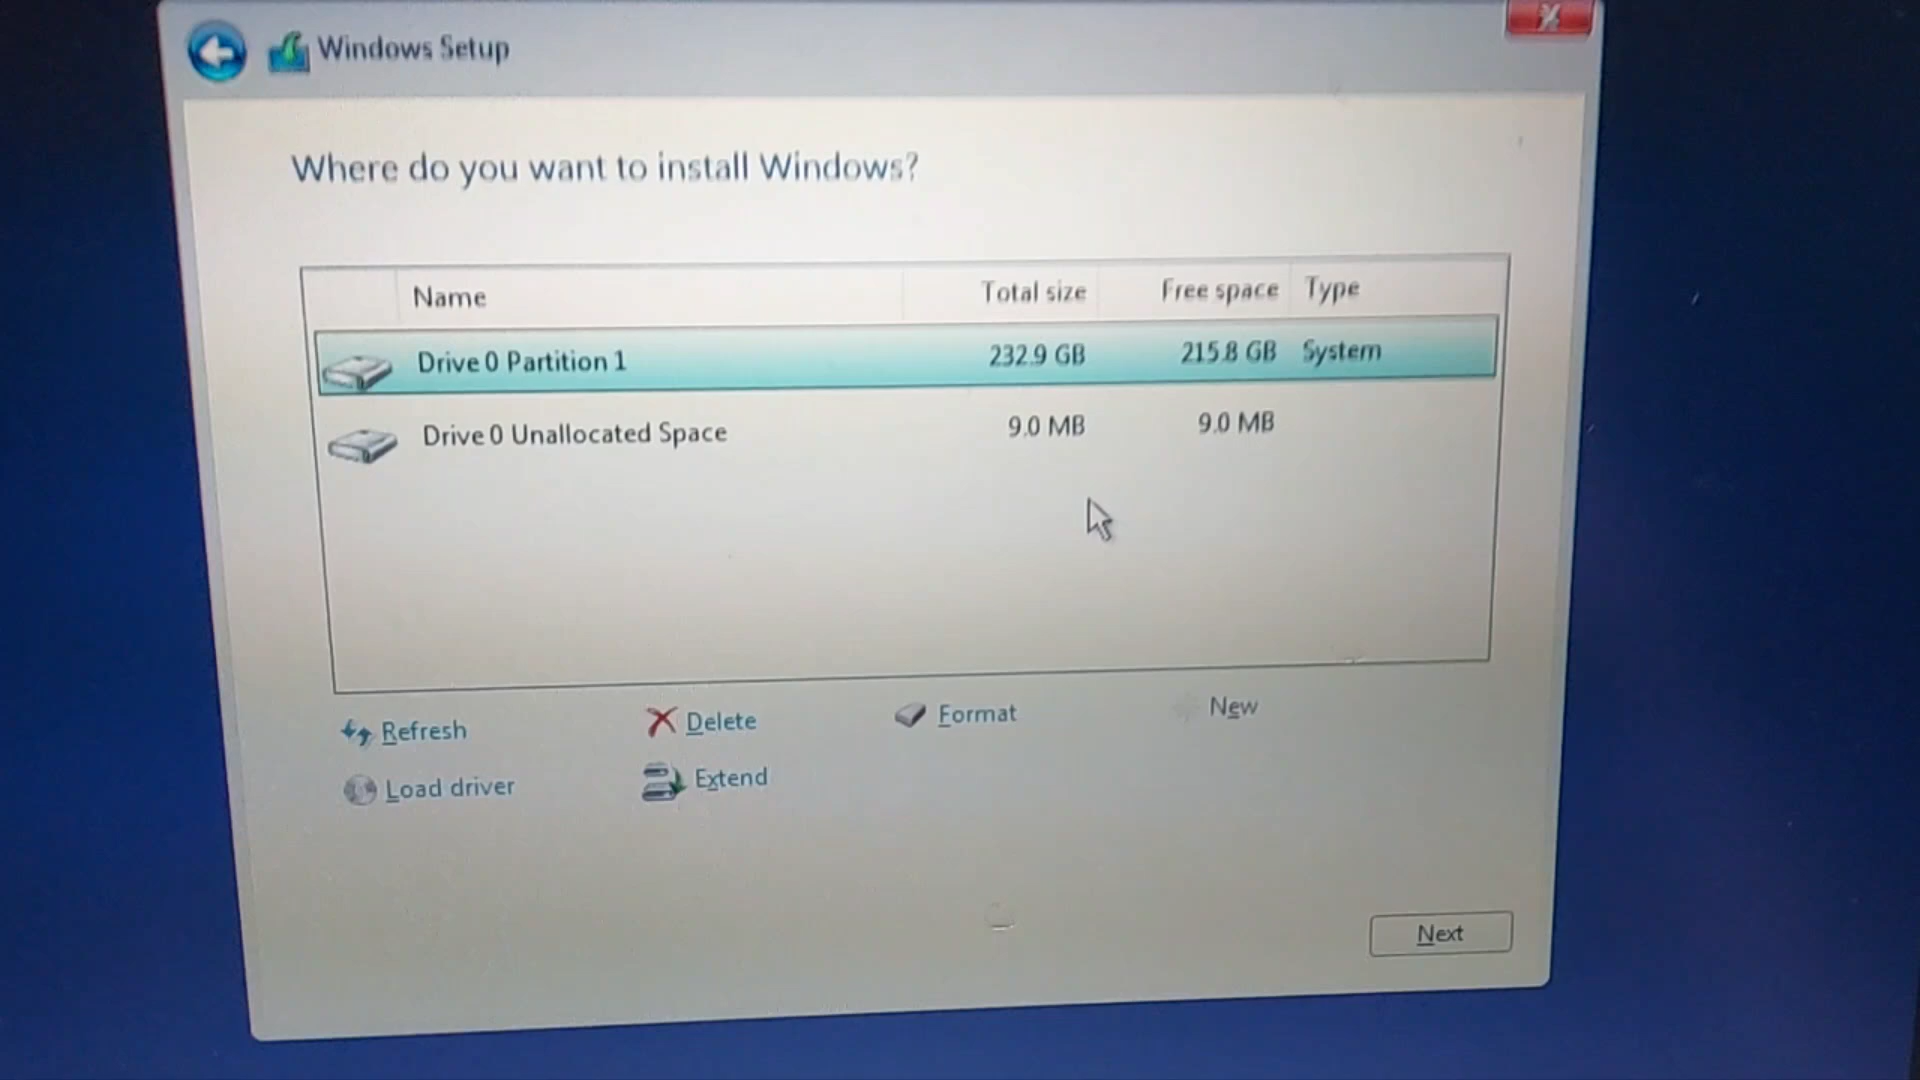 Windows Setup
Where do you want to install Windows?
Name Total size Free space Type
Drive 0 Partition 1 232.9 GB 215.8 GB System
Drive 0 Unallocated Space 9.0 MB 9.0 MB
Refresh Delete Format New
Load driver Extend
Next